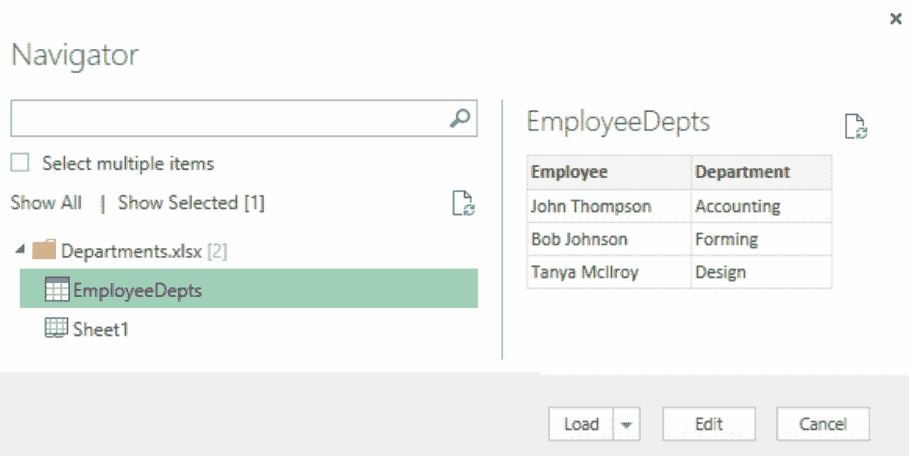 Navigator
Select multiple items
Show All | Show Selected [1]
Departments.xlsx [2]
EmployeeDepts
Sheet1
EmployeeDepts
Employee Department
John Thompson Accounting
Bob Johnson Forming
Tanya McIlroy Design
Load Edit Cancel